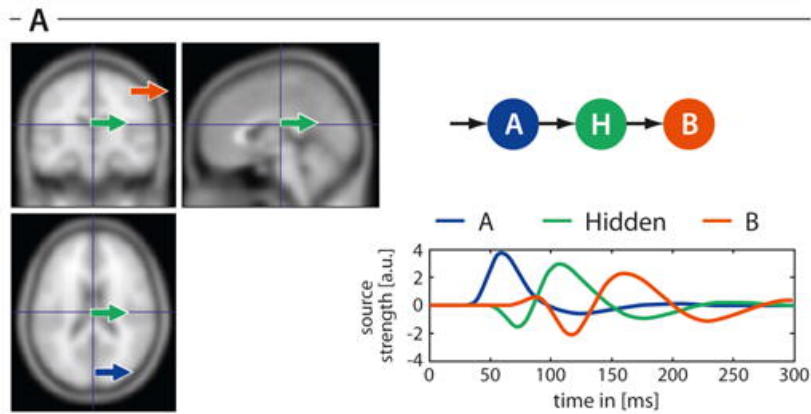 A
A H B
A Hidden B
source
strength [a.u.]
4
2
0
-2
-4
0 50 100 150 200 250 300
time in [ms]